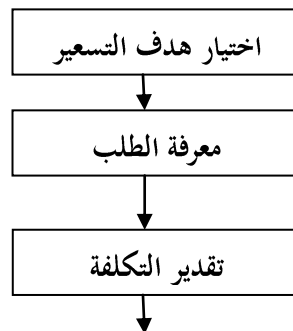 اختيار هدف التسعير
معرفة الطلب
تقدير التكلفة